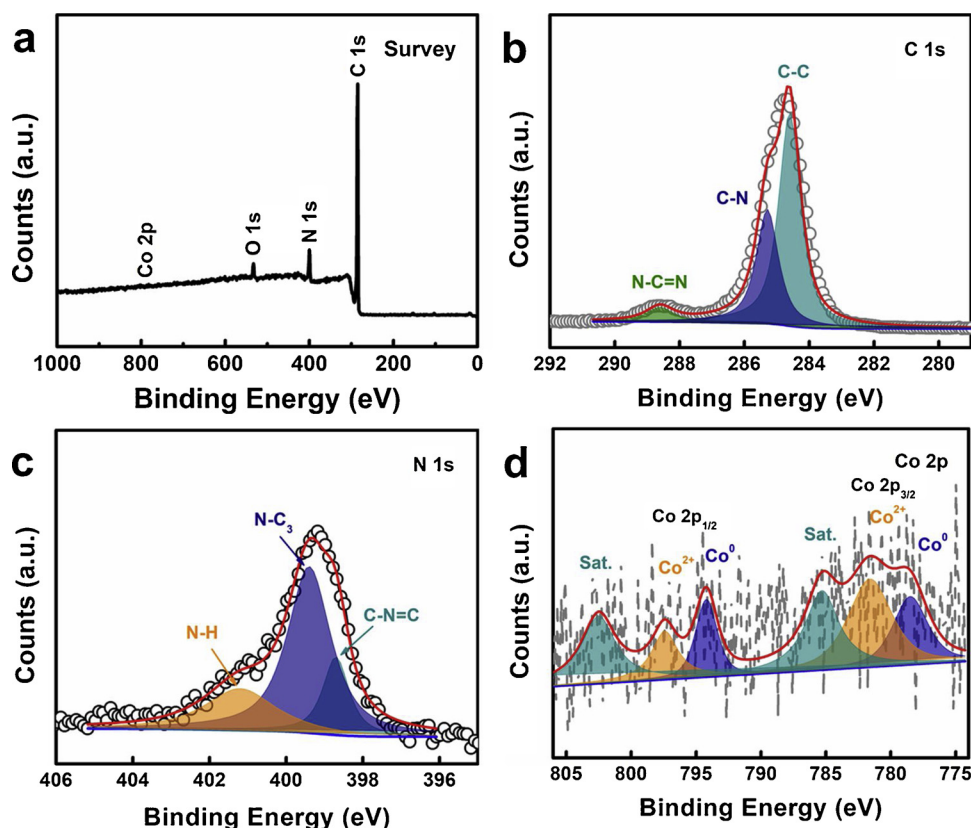 a
Survey
C 1s
N 1s
O 1s
Co 2p
Counts (a.u.)
1000 800 600 400 200 0
Binding Energy (eV)
b
C 1s
C-C
C-N
N-C=N
Counts (a.u.)
292 290 288 286 284 282 280
Binding Energy (eV)
c
N 1s
N-C₃
C-N=C
N-H
Counts (a.u.)
406 404 402 400 398 396
Binding Energy (eV)
d
Co 2p
Co 2p₃/₂
Co 2p₁/₂
Sat.
Co²⁺
Co⁰
Sat.
Co²⁺
Co⁰
Counts (a.u.)
805 800 795 790 785 780 775
Binding Energy (eV)